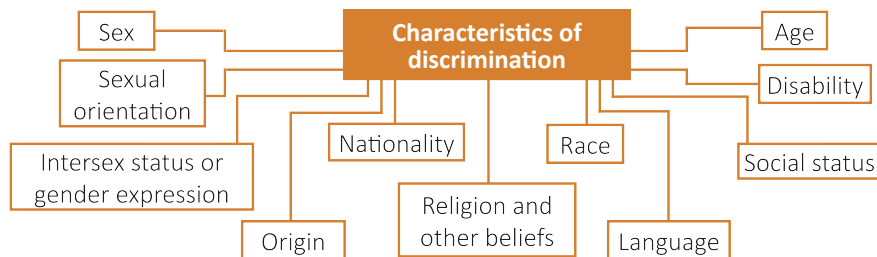 Characteristics of
discrimination
Sex
Age
Sexual
orientation
Disability
Nationality
Race
Intersex status or
gender expression
Social status
Religion and
other beliefs
Origin
Language